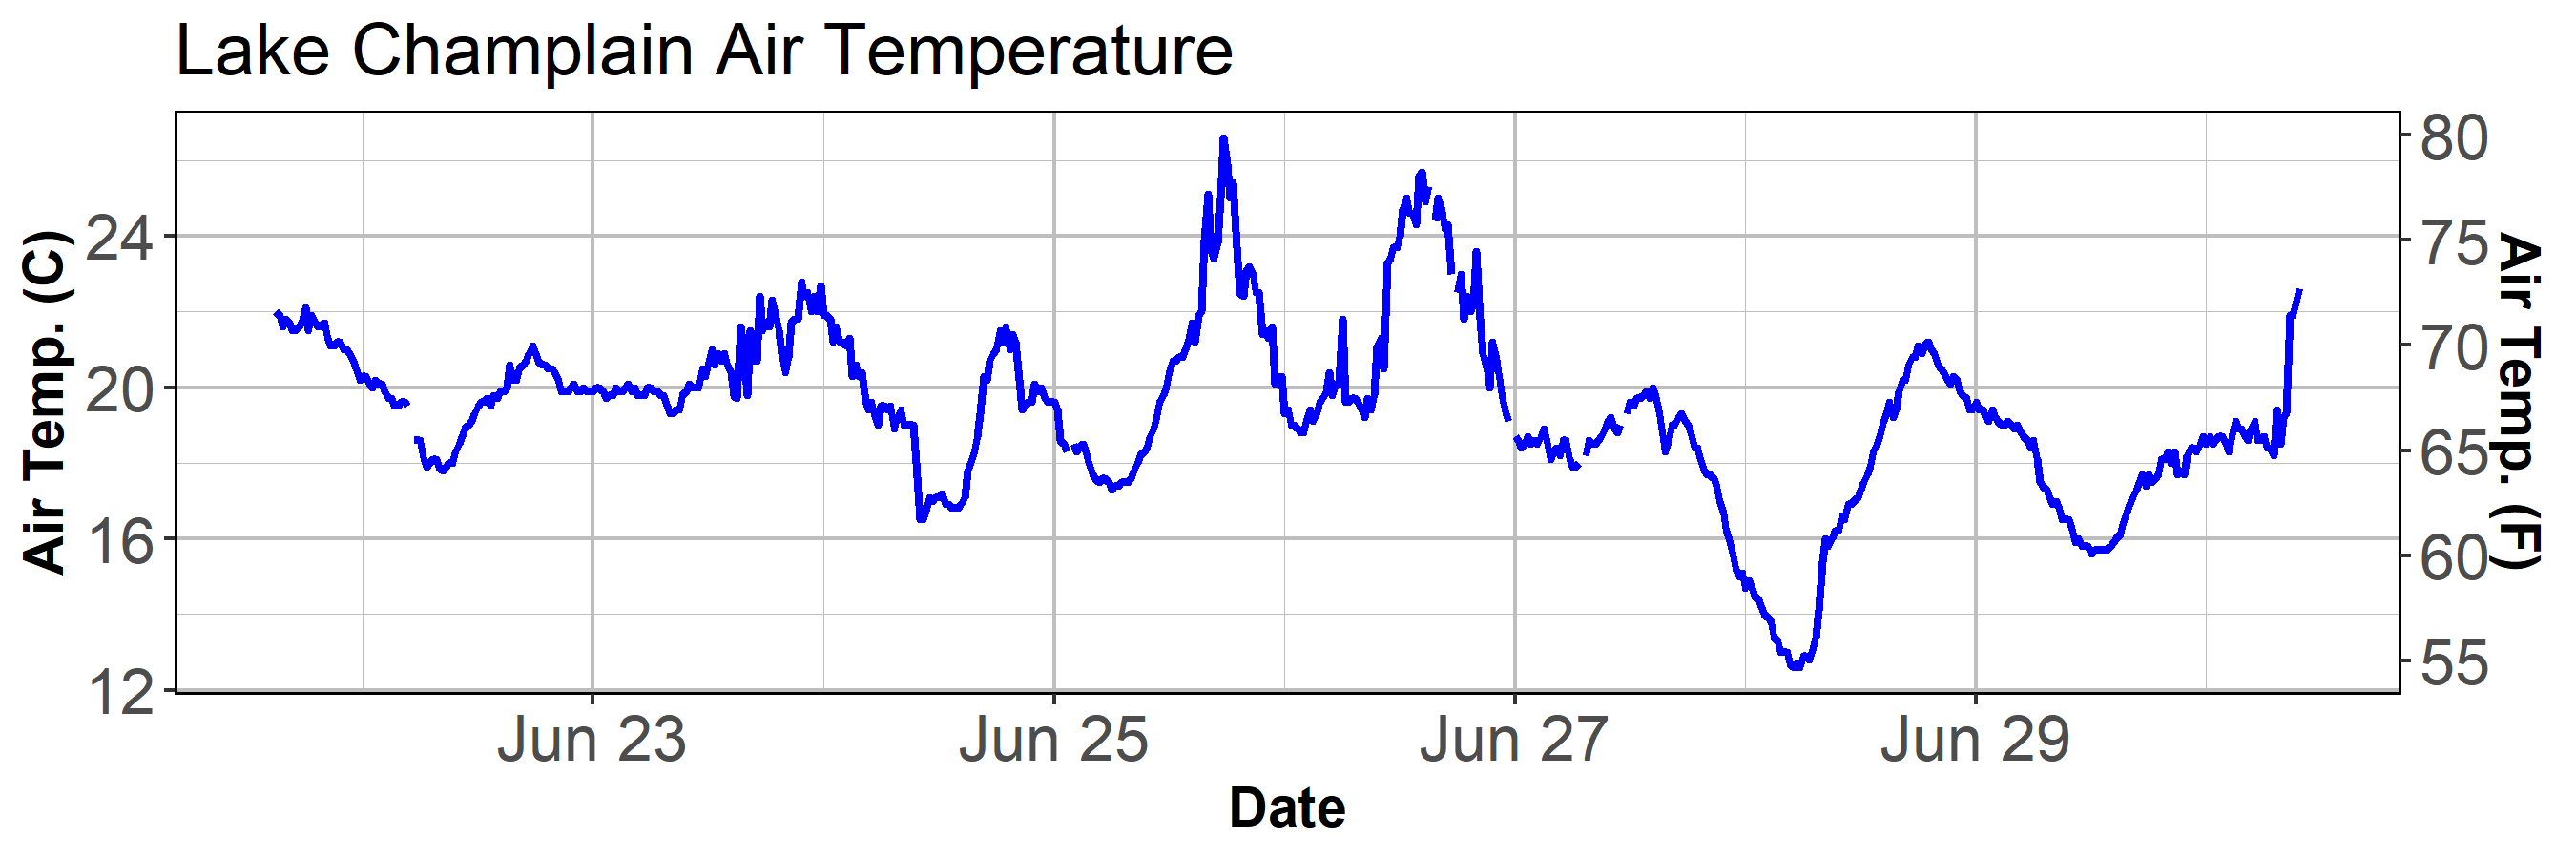 Lake Champlain Air Temperature
Air Temp. (C)
24
20
16
12
80
75
70
65
60
55
Air Temp. (F)
Jun 23
Jun 25
Jun 27
Jun 29
Date